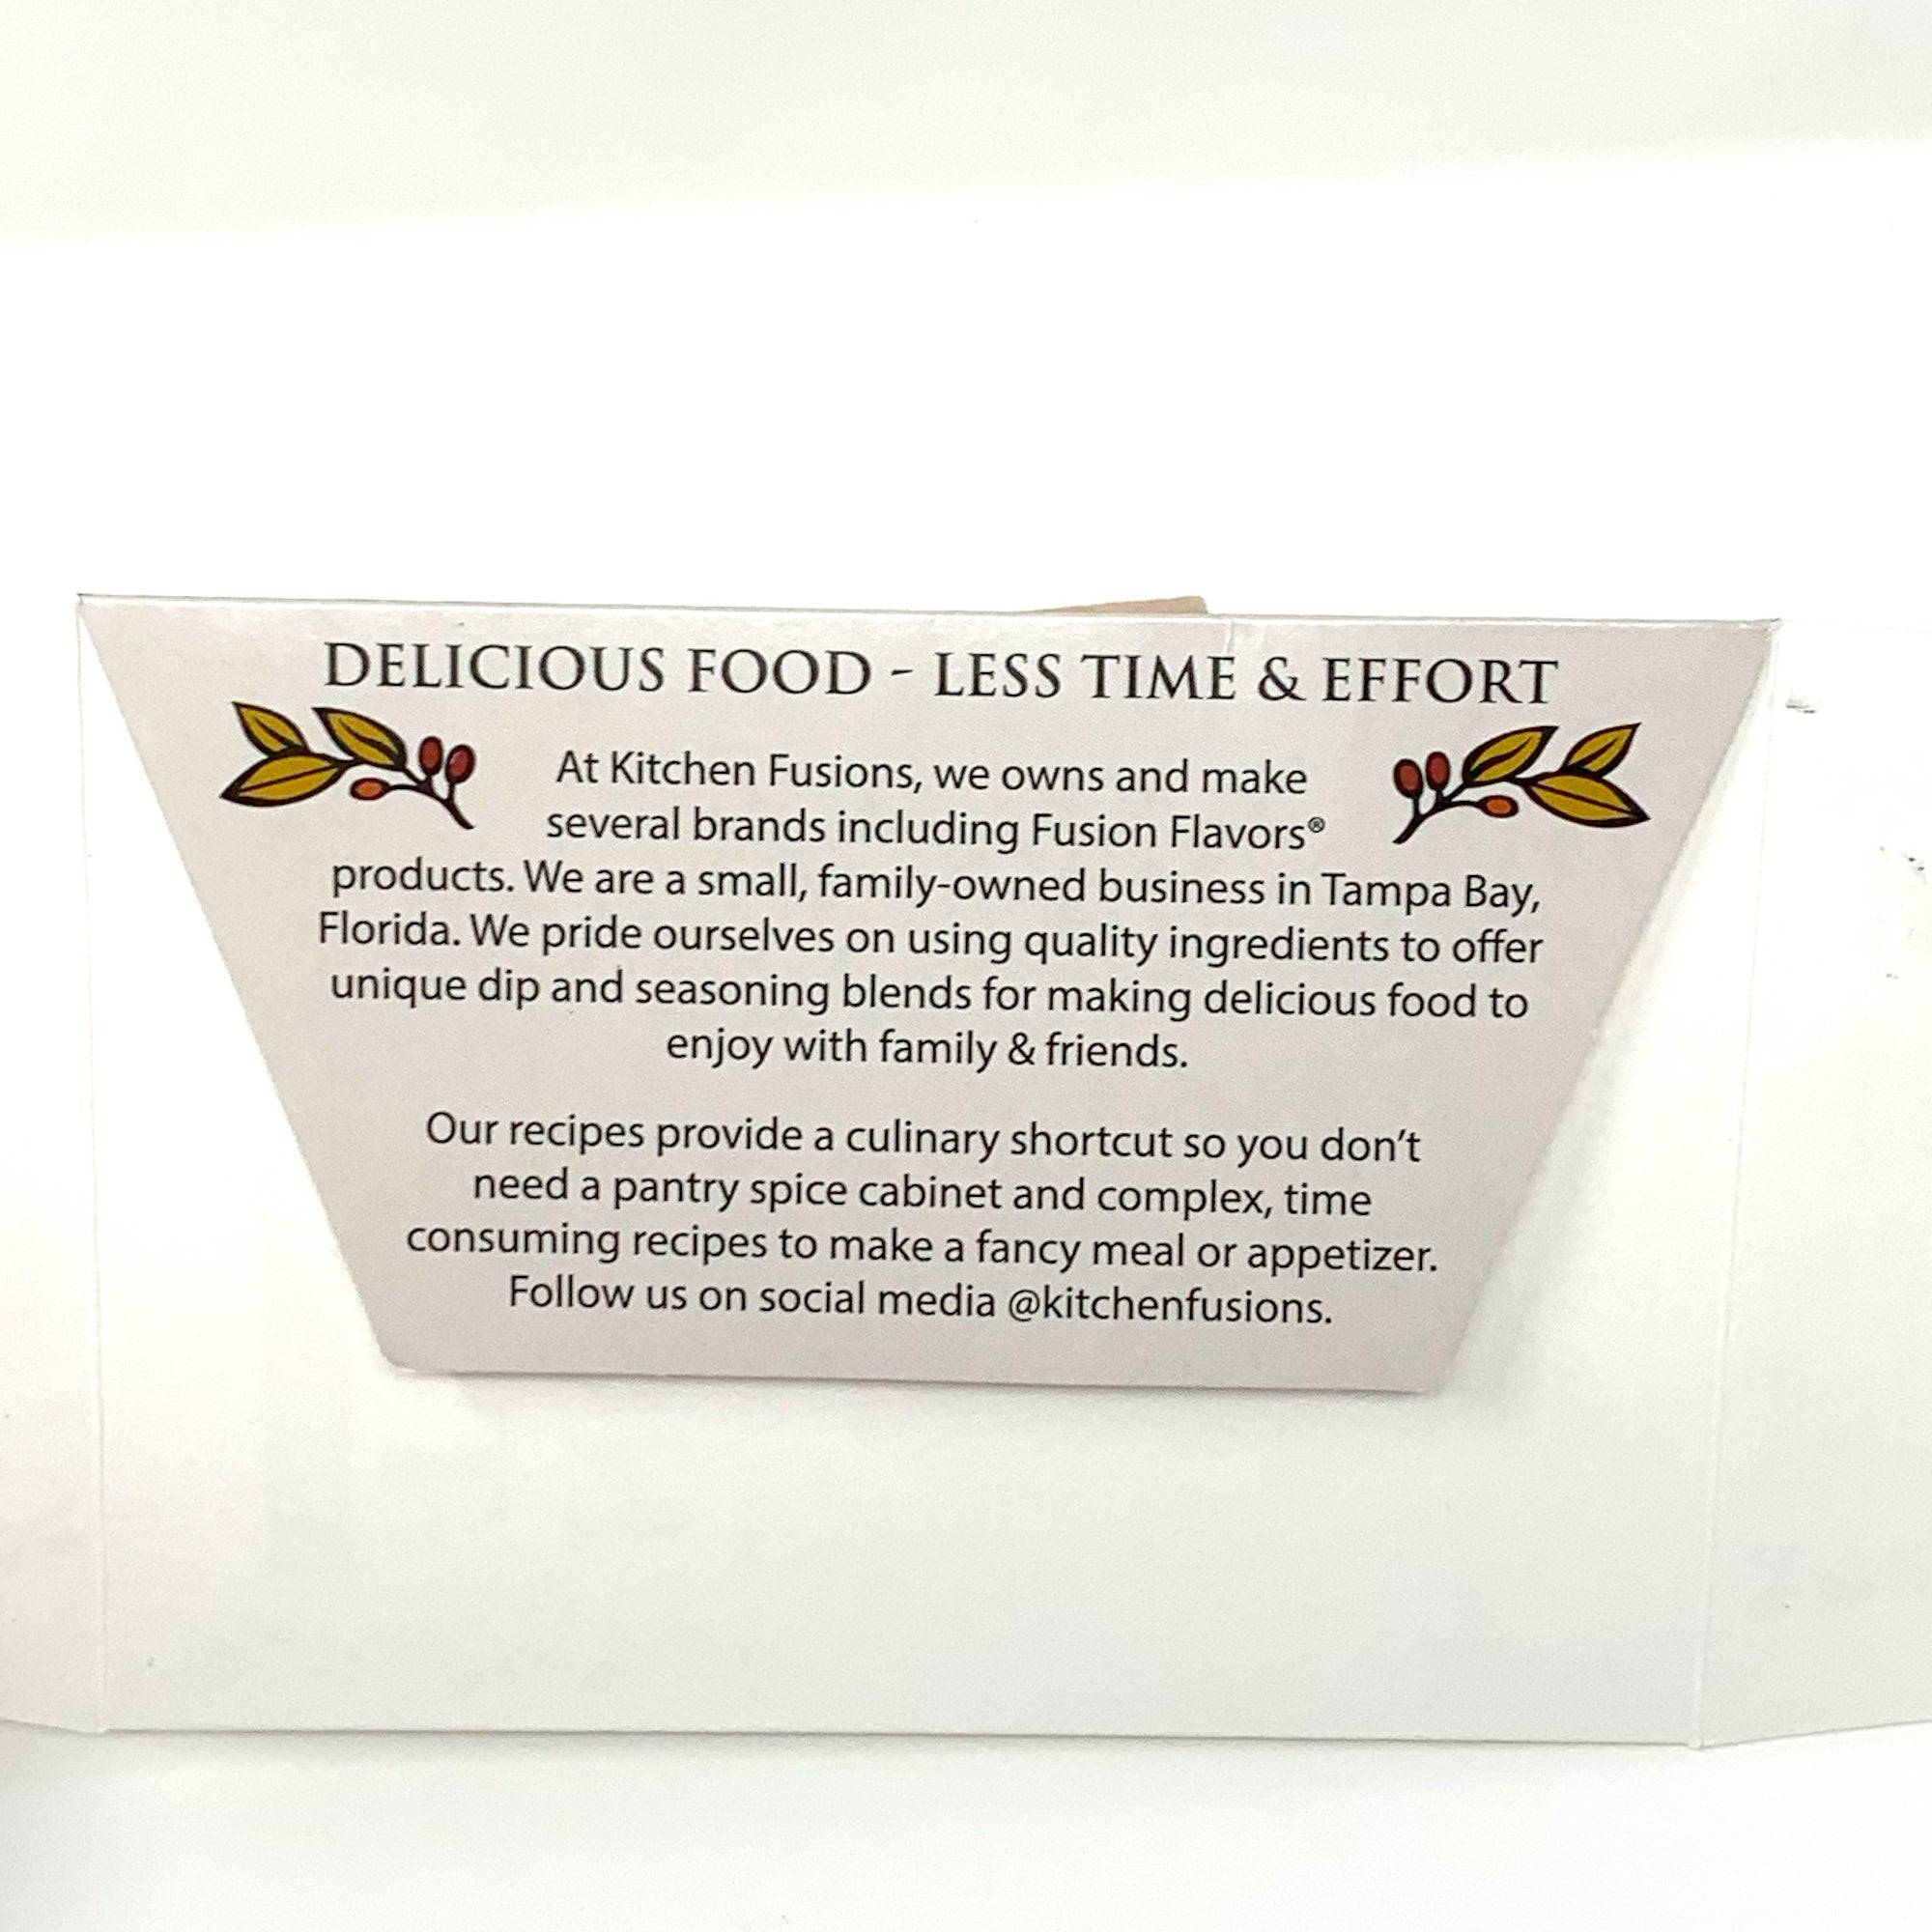 DELICIOUS FOOD - LESS TIME & EFFORT
At Kitchen Fusions, we owns and make
several brands including Fusion Flavors®
products. We are a small, family-owned business in Tampa Bay,
Florida. We pride ourselves on using quality ingredients to offer
unique dip and seasoning blends for making delicious food to
enjoy with family & friends.
Our recipes provide a culinary shortcut so you don’t
need a pantry spice cabinet and complex, time
consuming recipes to make a fancy meal or appetizer.
Follow us on social media @kitchenfusions.